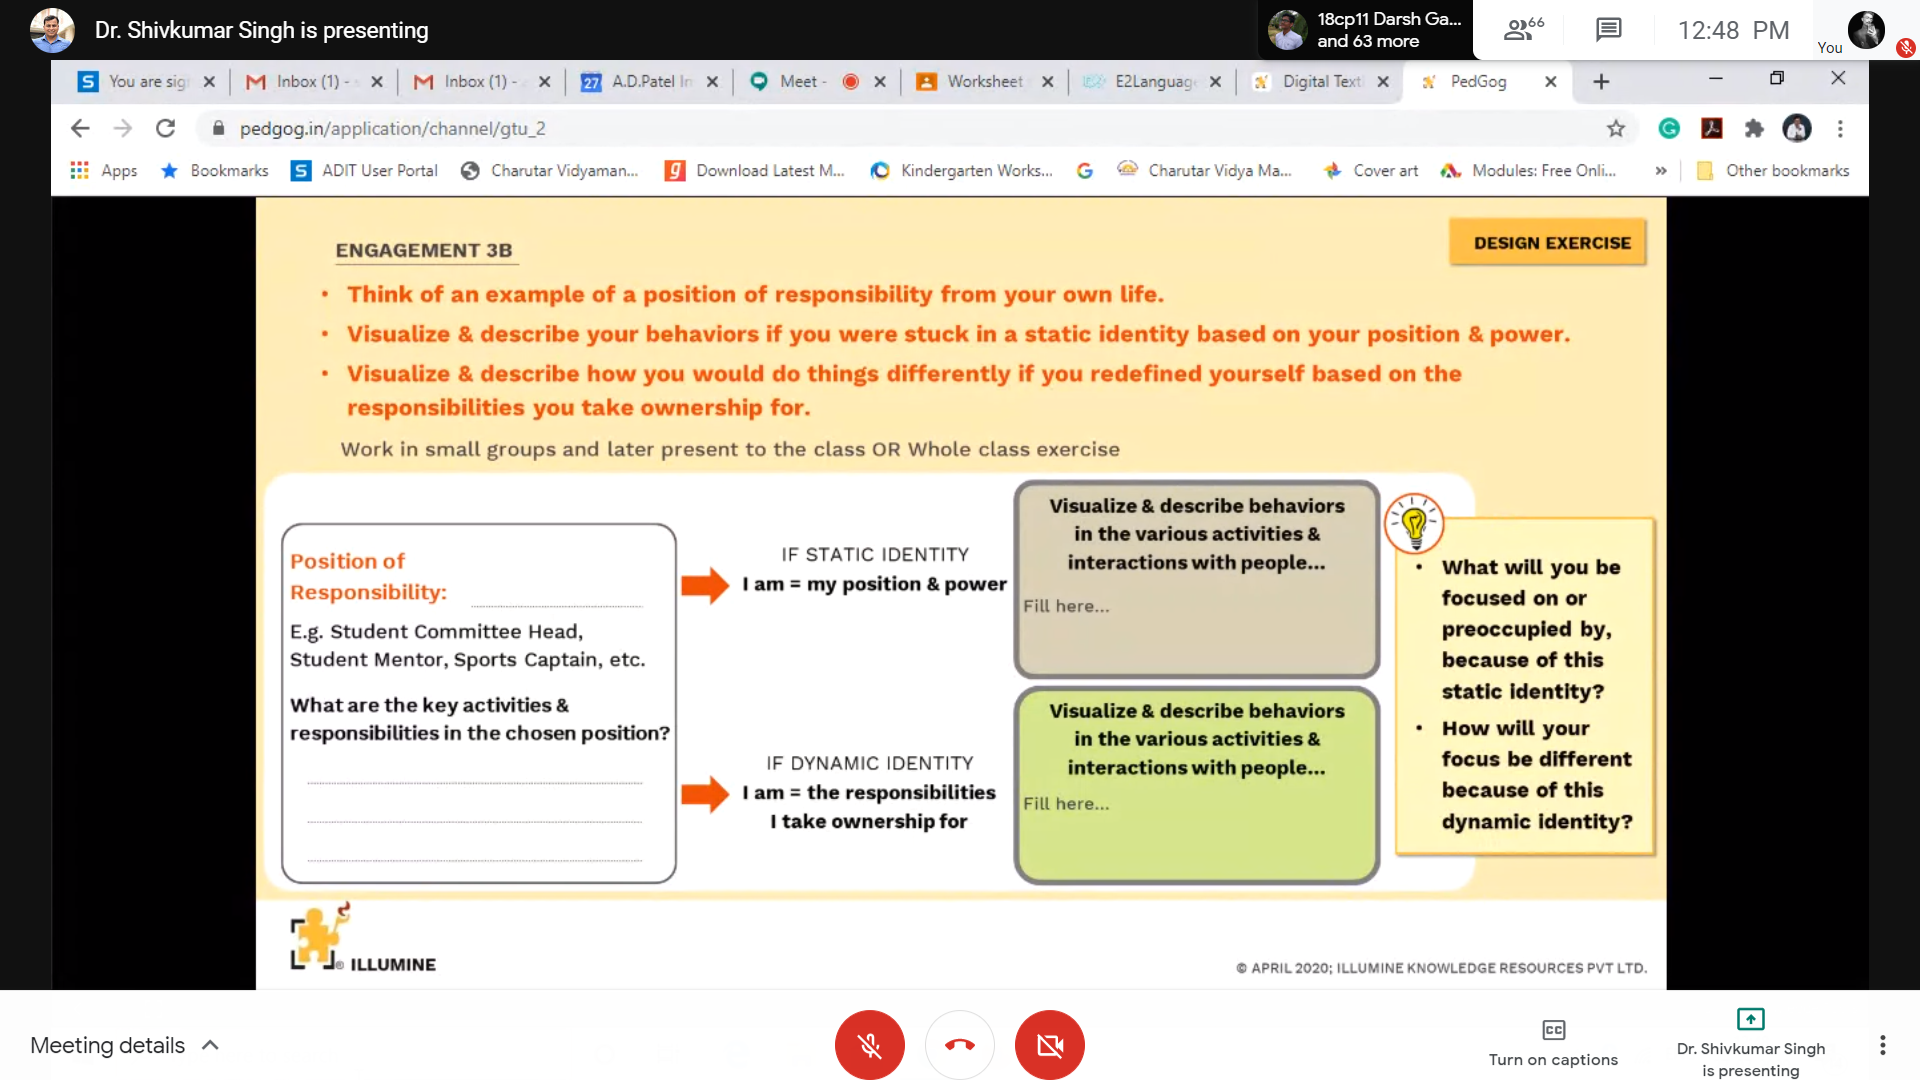 Dr. Shivkumar Singh is presenting
18cp11 Darsh Ga...
and 63 more
66
12:48 PM
You
You are sig
Inbox (1) -
Inbox (1) -
27
A.D.Patel In
Meet -
Worksheet
E2Language
Digital Text
PedGog
pedgog.in/application/channel/gtu_2
Apps
Bookmarks
ADIT User Portal
Charutar Vidyaman...
Download Latest M...
Kindergarten Works...
Charutar Vidya Ma...
Cover art
Modules: Free Onli...
Other bookmarks
ENGAGEMENT 3B
DESIGN EXERCISE
• Think of an example of a position of responsibility from your own life.
• Visualize & describe your behaviors if you were stuck in a static identity based on your position & power.
• Visualize & describe how you would do things differently if you redefined yourself based on the
responsibilities you take ownership for.
Work in small groups and later present to the class OR Whole class exercise
Position of
Responsibility:
E.g. Student Committee Head,
Student Mentor, Sports Captain, etc.
What are the key activities &
responsibilities in the chosen position?
IF STATIC IDENTITY
I am = my position & power
Visualize & describe behaviors
in the various activities &
interactions with people...
Fill here...
IF DYNAMIC IDENTITY
I am = the responsibilities
I take ownership for
Visualize & describe behaviors
in the various activities &
interactions with people...
Fill here...
• What will you be
focused on or
preoccupied by,
because of this
static identity?
• How will your
focus be different
because of this
dynamic identity?
® ILLUMINE
© APRIL 2020; ILLUMINE KNOWLEDGE RESOURCES PVT LTD.
Meeting details
Turn on captions
Dr. Shivkumar Singh
is presenting